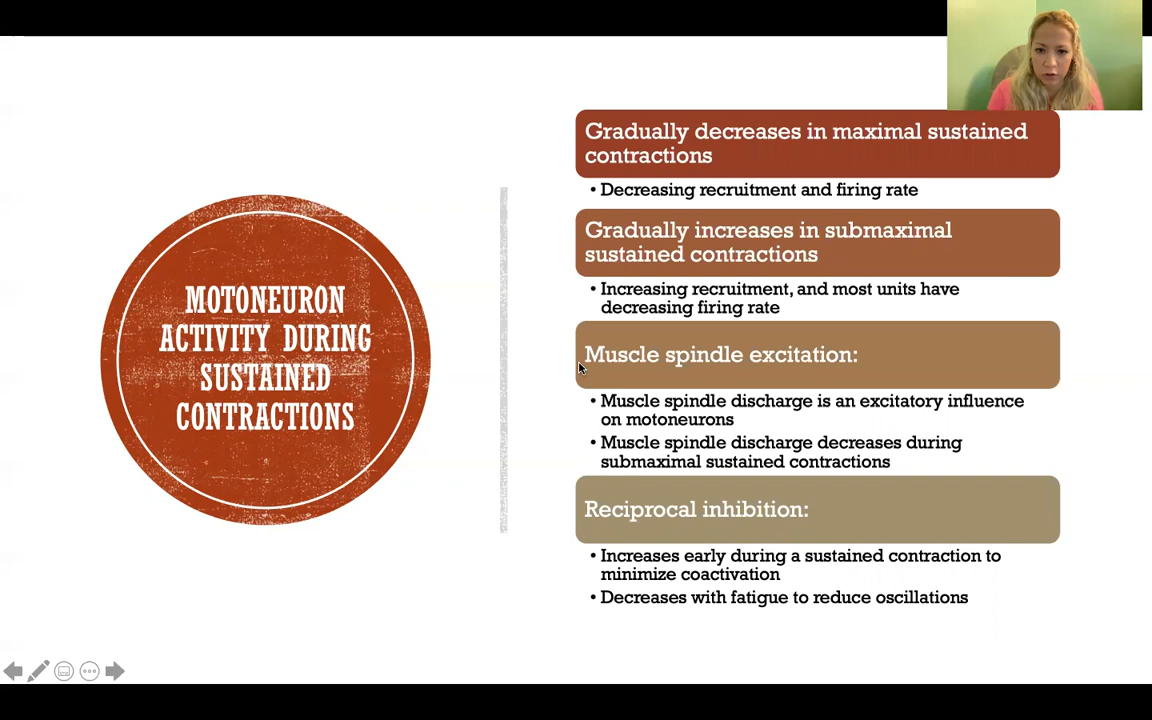 MOTONEURON
ACTIVITY DURING
SUSTAINED
CONTRACTIONS
Gradually decreases in maximal sustained
contractions
• Decreasing recruitment and firing rate
Gradually increases in submaximal
sustained contractions
• Increasing recruitment, and most units have
decreasing firing rate
Muscle spindle excitation:
• Muscle spindle discharge is an excitatory influence
on motoneurons
• Muscle spindle discharge decreases during
submaximal sustained contractions
Reciprocal inhibition:
• Increases early during a sustained contraction to
minimize coactivation
• Decreases with fatigue to reduce oscillations